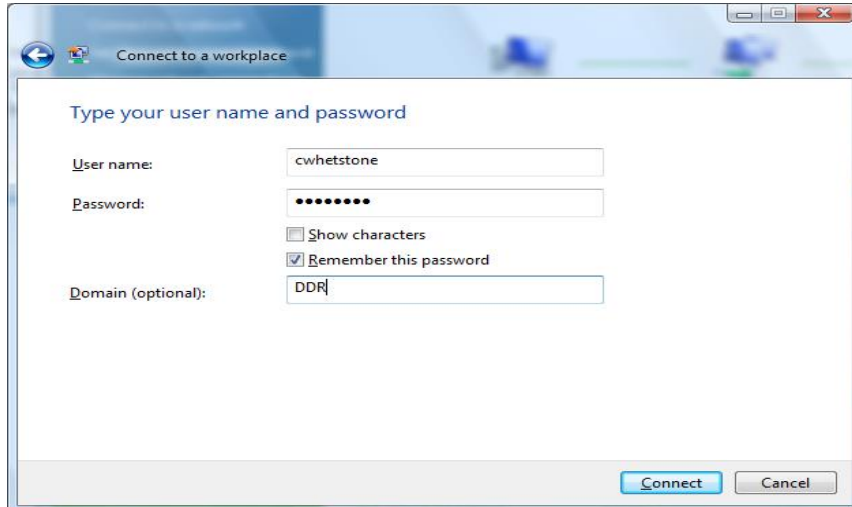 Connect to a workplace
Type your user name and password
User name: cwhetstone
Password: ••••••••
Show characters
Remember this password
Domain (optional): DDR
Connect Cancel